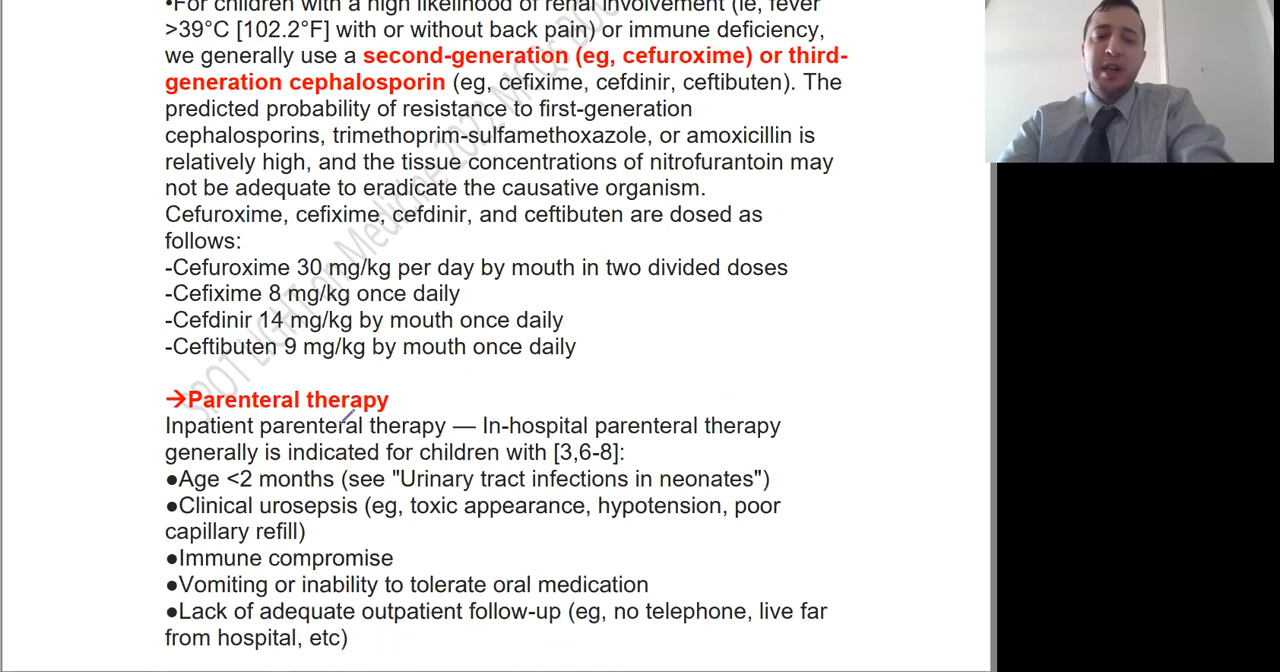 •For children with a high likelihood of renal involvement (ie, fever
>39°C [102.2°F] with or without back pain) or immune deficiency,
we generally use a second-generation (eg, cefuroxime) or third-
generation cephalosporin (eg, cefixime, cefdinir, ceftibuten). The
predicted probability of resistance to first-generation
cephalosporins, trimethoprim-sulfamethoxazole, or amoxicillin is
relatively high, and the tissue concentrations of nitrofurantoin may
not be adequate to eradicate the causative organism.
Cefuroxime, cefixime, cefdinir, and ceftibuten are dosed as
follows:
-Cefuroxime 30 mg/kg per day by mouth in two divided doses
-Cefixime 8 mg/kg once daily
-Cefdinir 14 mg/kg by mouth once daily
-Ceftibuten 9 mg/kg by mouth once daily
→Parenteral therapy
Inpatient parenteral therapy — In-hospital parenteral therapy
generally is indicated for children with [3,6-8]:
●Age <2 months (see "Urinary tract infections in neonates")
●Clinical urosepsis (eg, toxic appearance, hypotension, poor
capillary refill)
●Immune compromise
●Vomiting or inability to tolerate oral medication
●Lack of adequate outpatient follow-up (eg, no telephone, live far
from hospital, etc)
SPOT LIGHT on Medicine 2022